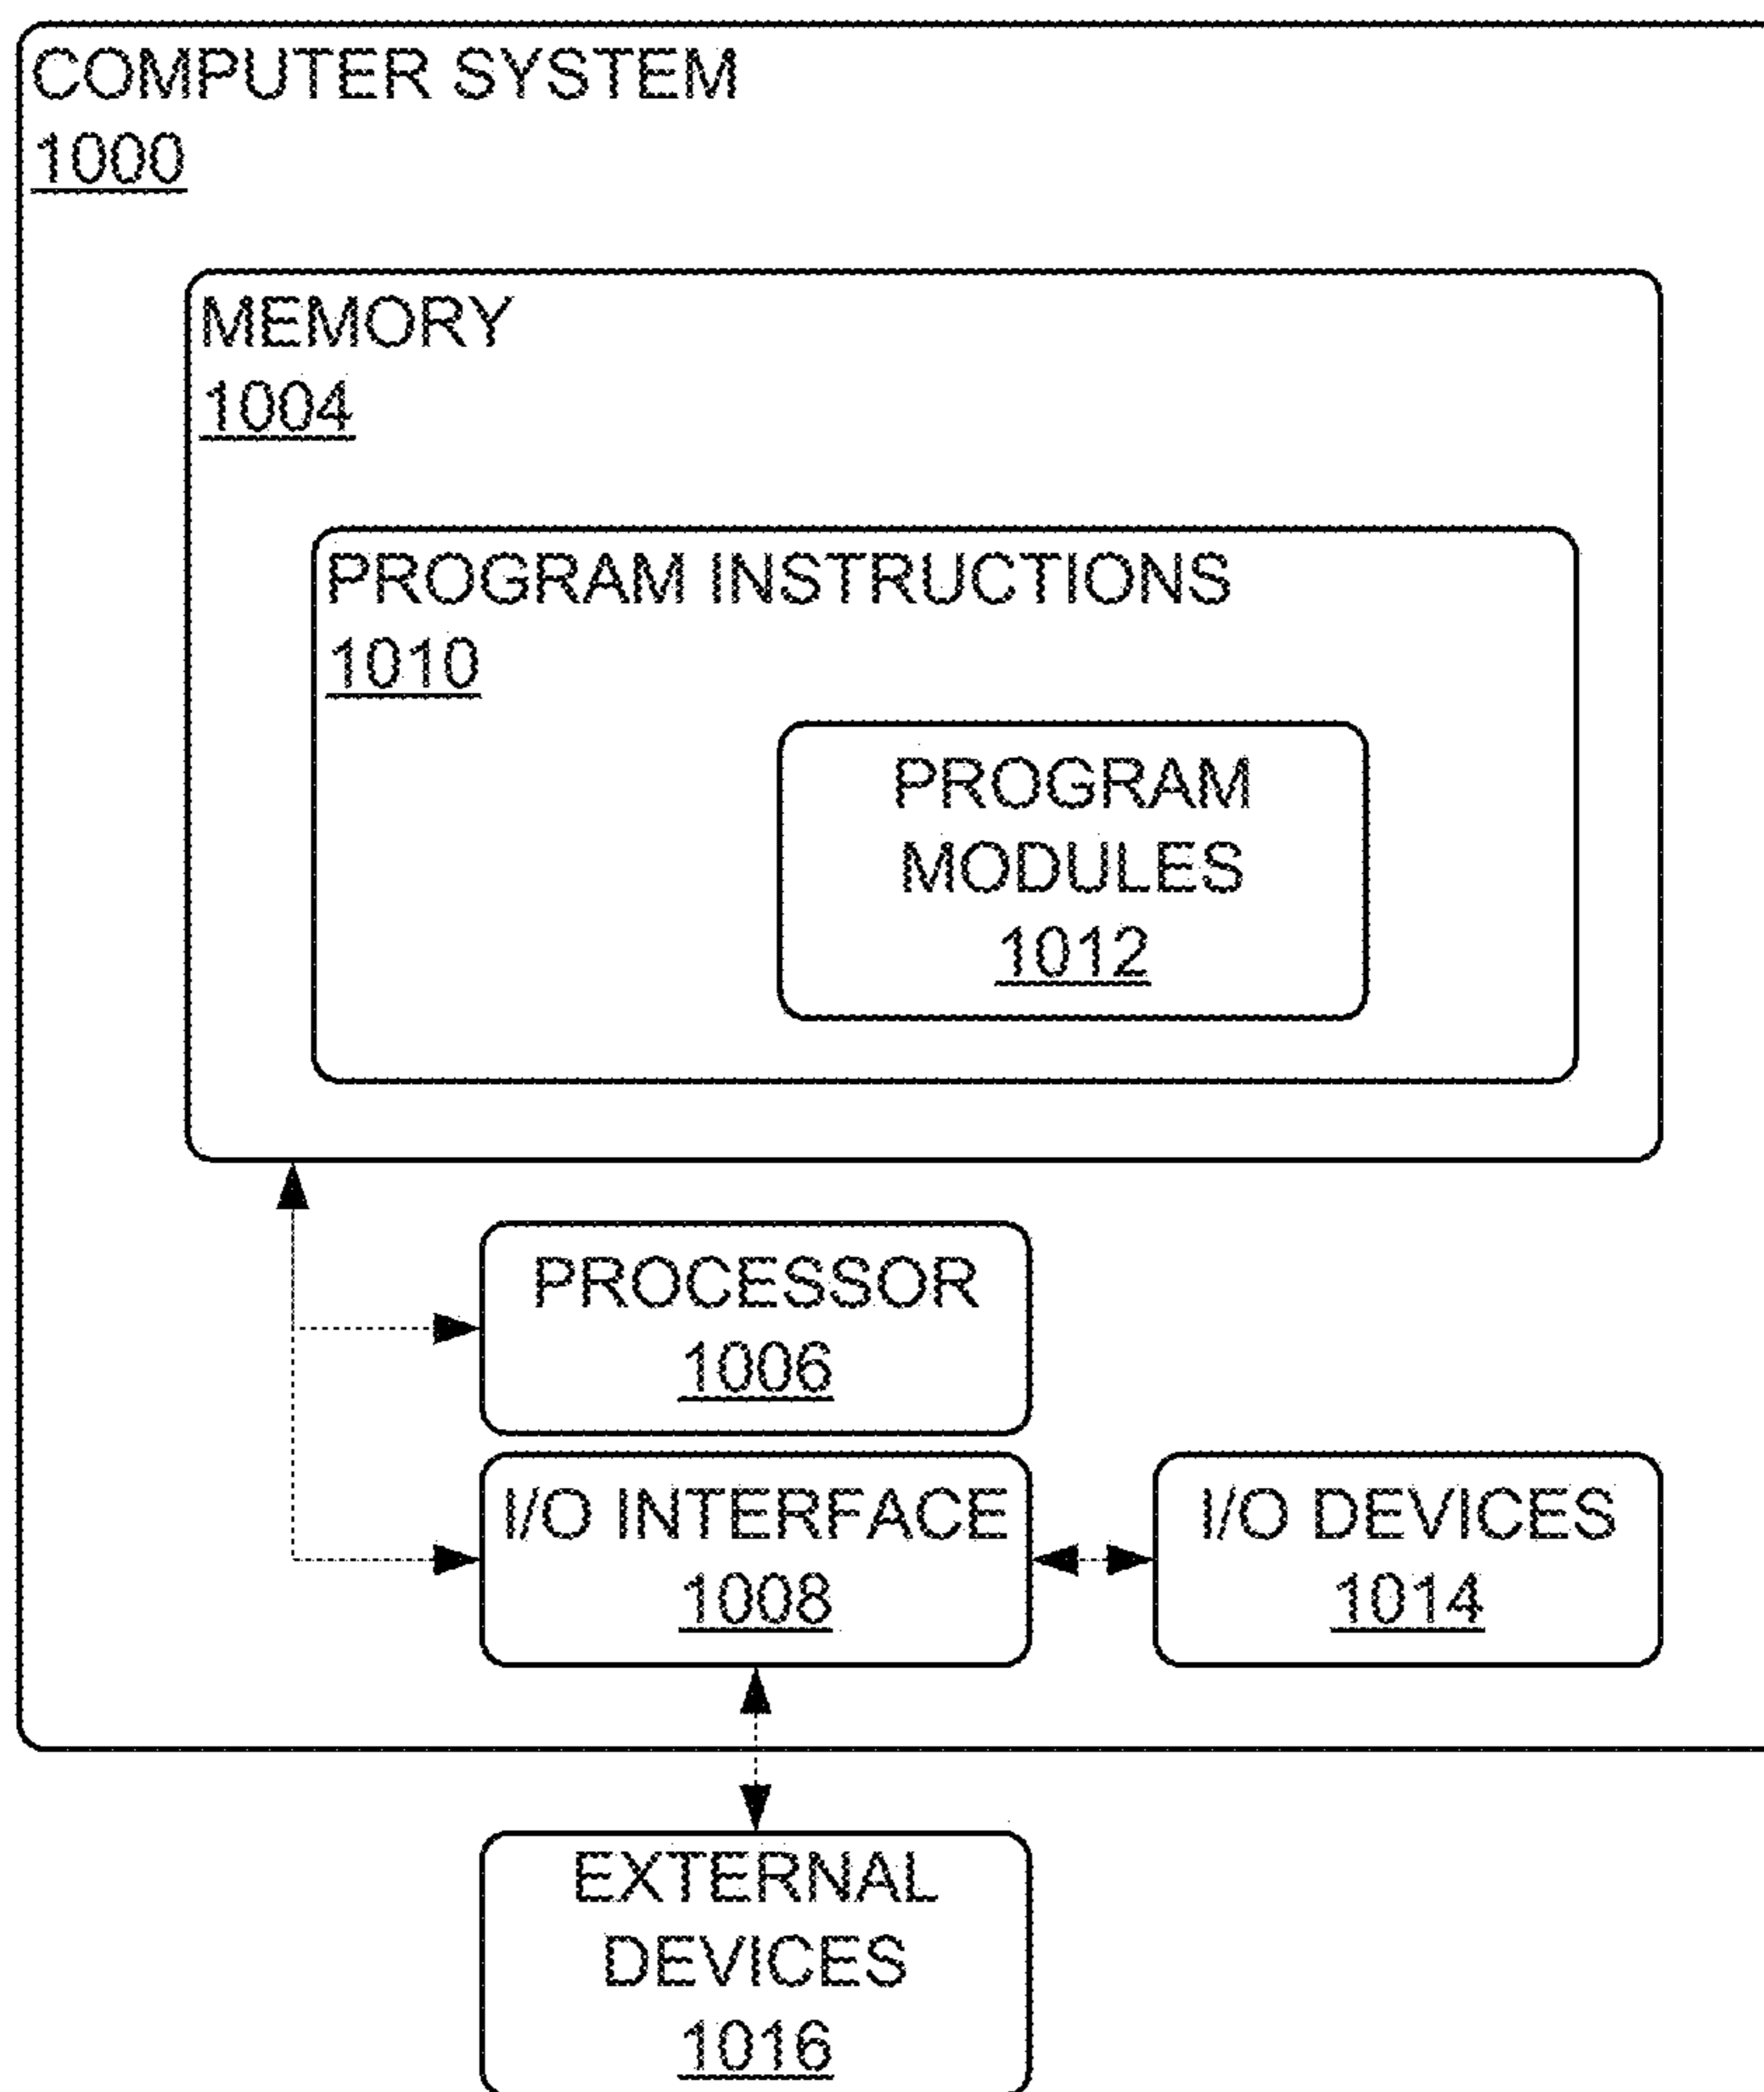 COMPUTER SYSTEM
1000
MEMORY
1004
PROGRAM INSTRUCTIONS
1010
PROGRAM
MODULES
1012
PROCESSOR
1006
I/O INTERFACE
1008
I/O DEVICES
1014
EXTERNAL
DEVICES
1016